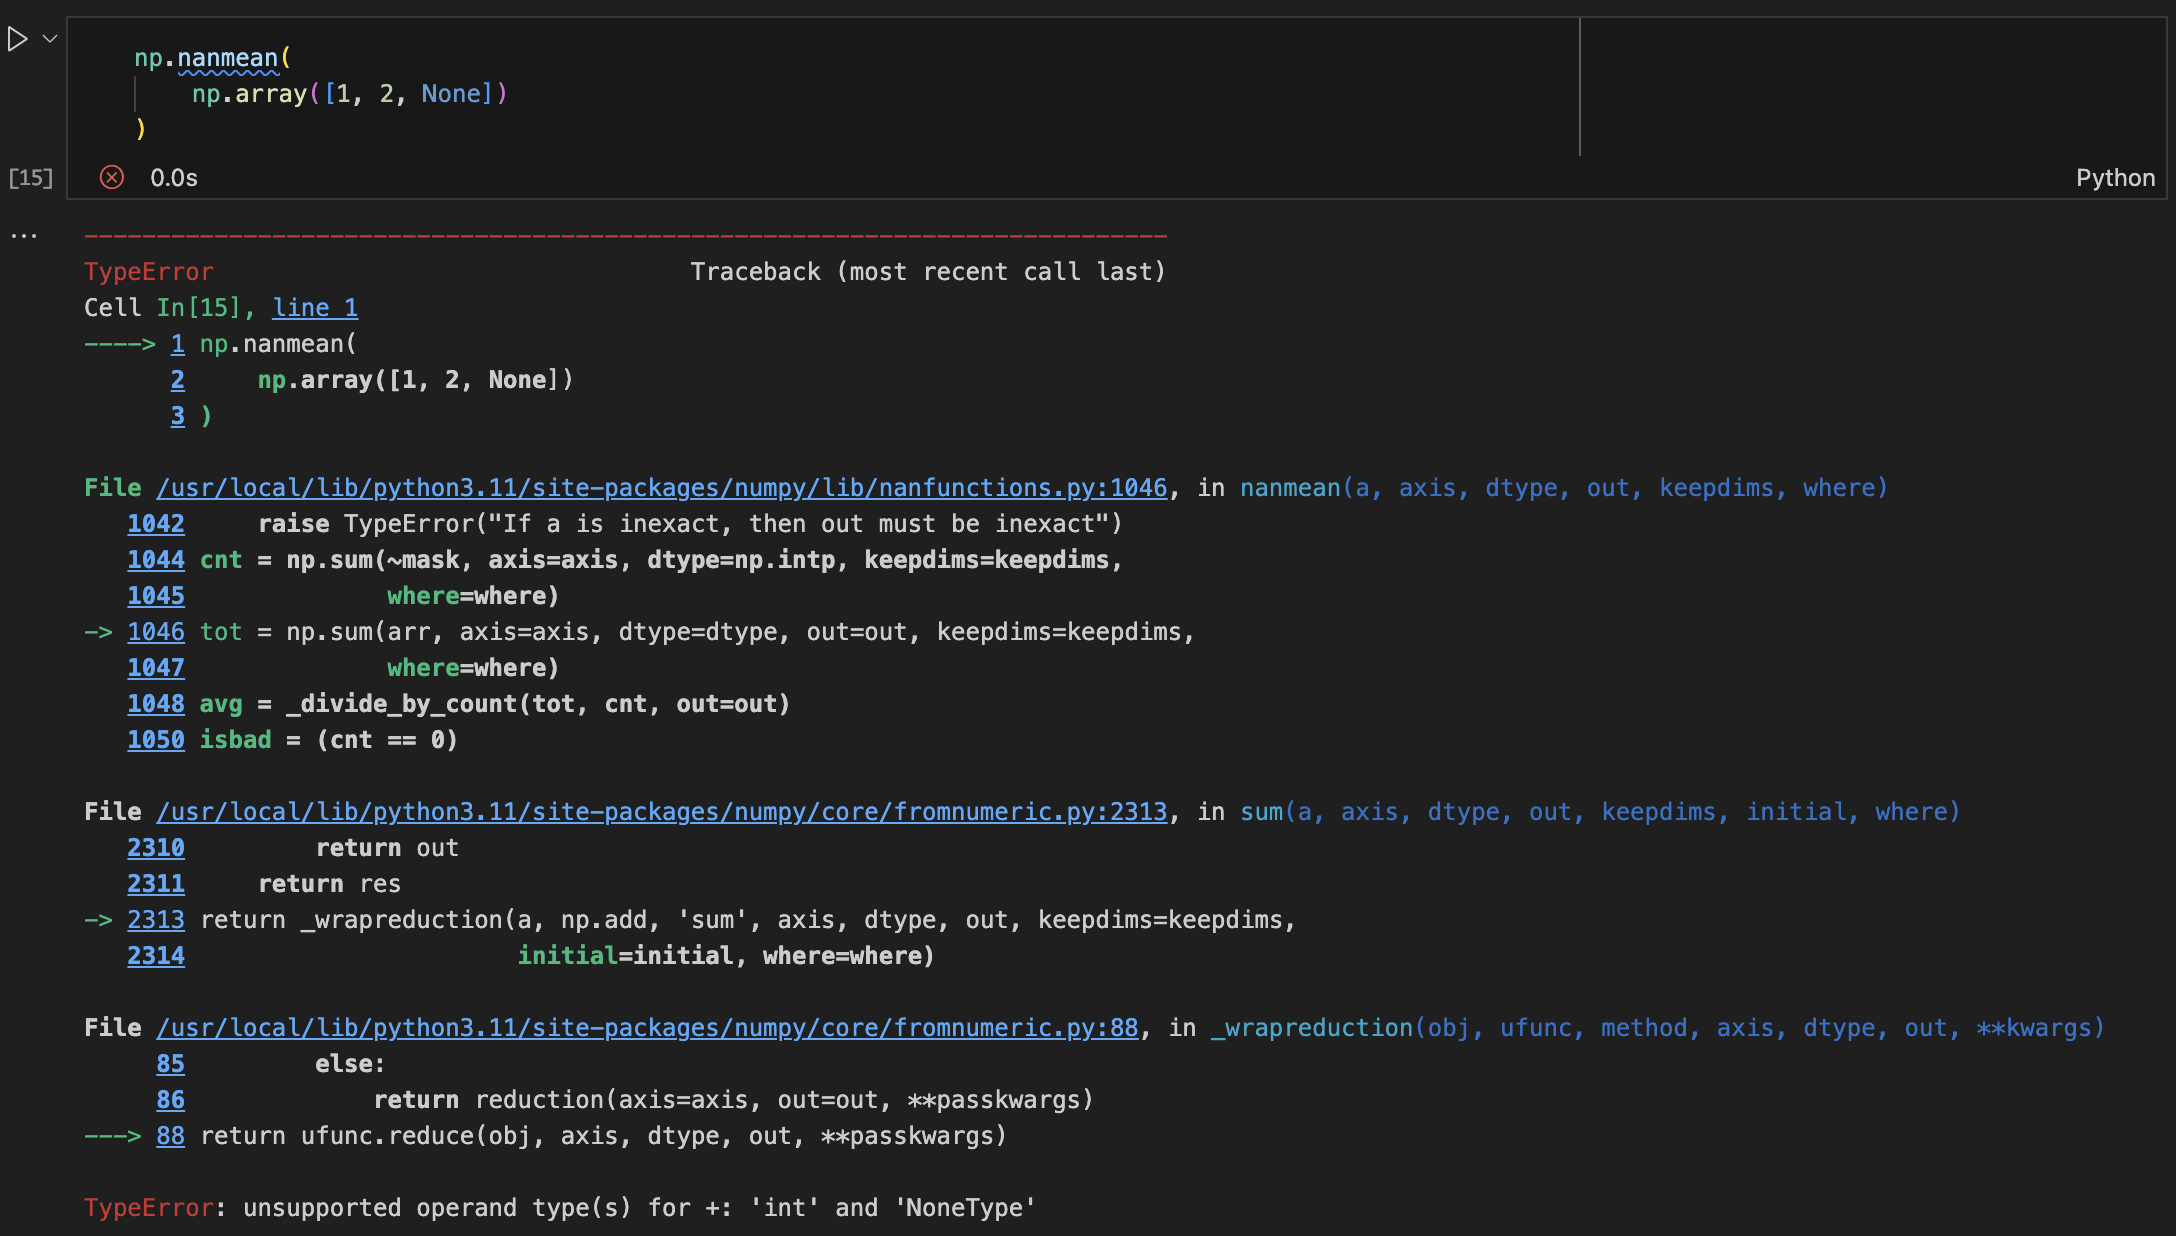 np.nanmean(
    np.array([1, 2, None])
)
[15] 0.0s Python
...
---------------------------------------------------------------------------
TypeError                                 Traceback (most recent call last)
Cell In[15], line 1
----> 1 np.nanmean(
      2     np.array([1, 2, None])
      3 )

File /usr/local/lib/python3.11/site-packages/numpy/lib/nanfunctions.py:1046, in nanmean(a, axis, dtype, out, keepdims, where)
   1042     raise TypeError("If a is inexact, then out must be inexact")
   1044 cnt = np.sum(~mask, axis=axis, dtype=np.intp, keepdims=keepdims,
   1045              where=where)
-> 1046 tot = np.sum(arr, axis=axis, dtype=dtype, out=out, keepdims=keepdims,
   1047              where=where)
   1048 avg = _divide_by_count(tot, cnt, out=out)
   1050 isbad = (cnt == 0)

File /usr/local/lib/python3.11/site-packages/numpy/core/fromnumeric.py:2313, in sum(a, axis, dtype, out, keepdims, initial, where)
   2310         return out
   2311     return res
-> 2313 return _wrapreduction(a, np.add, 'sum', axis, dtype, out, keepdims=keepdims,
   2314                       initial=initial, where=where)

File /usr/local/lib/python3.11/site-packages/numpy/core/fromnumeric.py:88, in _wrapreduction(obj, ufunc, method, axis, dtype, out, **kwargs)
     85         else:
     86             return reduction(axis=axis, out=out, **passkwargs)
---> 88 return ufunc.reduce(obj, axis, dtype, out, **passkwargs)

TypeError: unsupported operand type(s) for +: 'int' and 'NoneType'